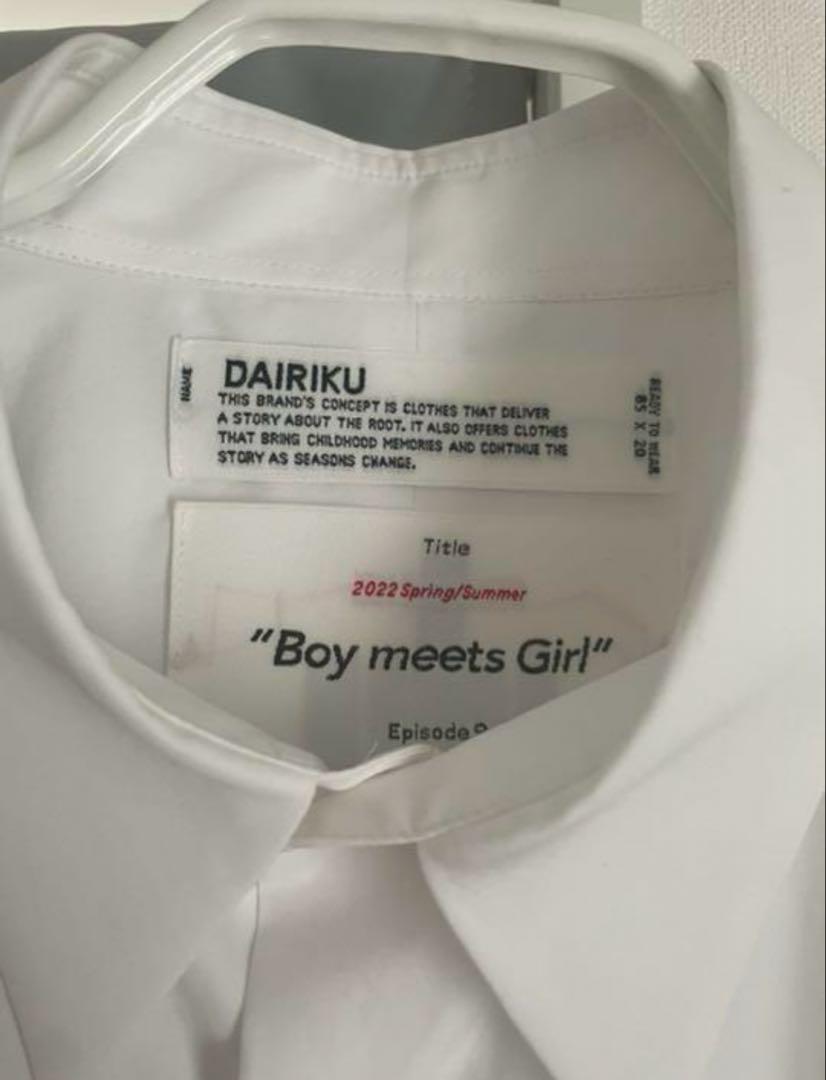 NAME
DAIRIKU
THIS BRAND'S CONCEPT IS CLOTHES THAT DELIVER
A STORY ABOUT THE ROOT. IT ALSO OFFERS CLOTHES
THAT BRING CHILDHOOD MEMORIES AND CONTINUE THE
STORY AS SEASONS CHANGE.
READY TO WEAR
85 X 20
Title
2022 Spring/Summer
"Boy meets Girl"
Episode